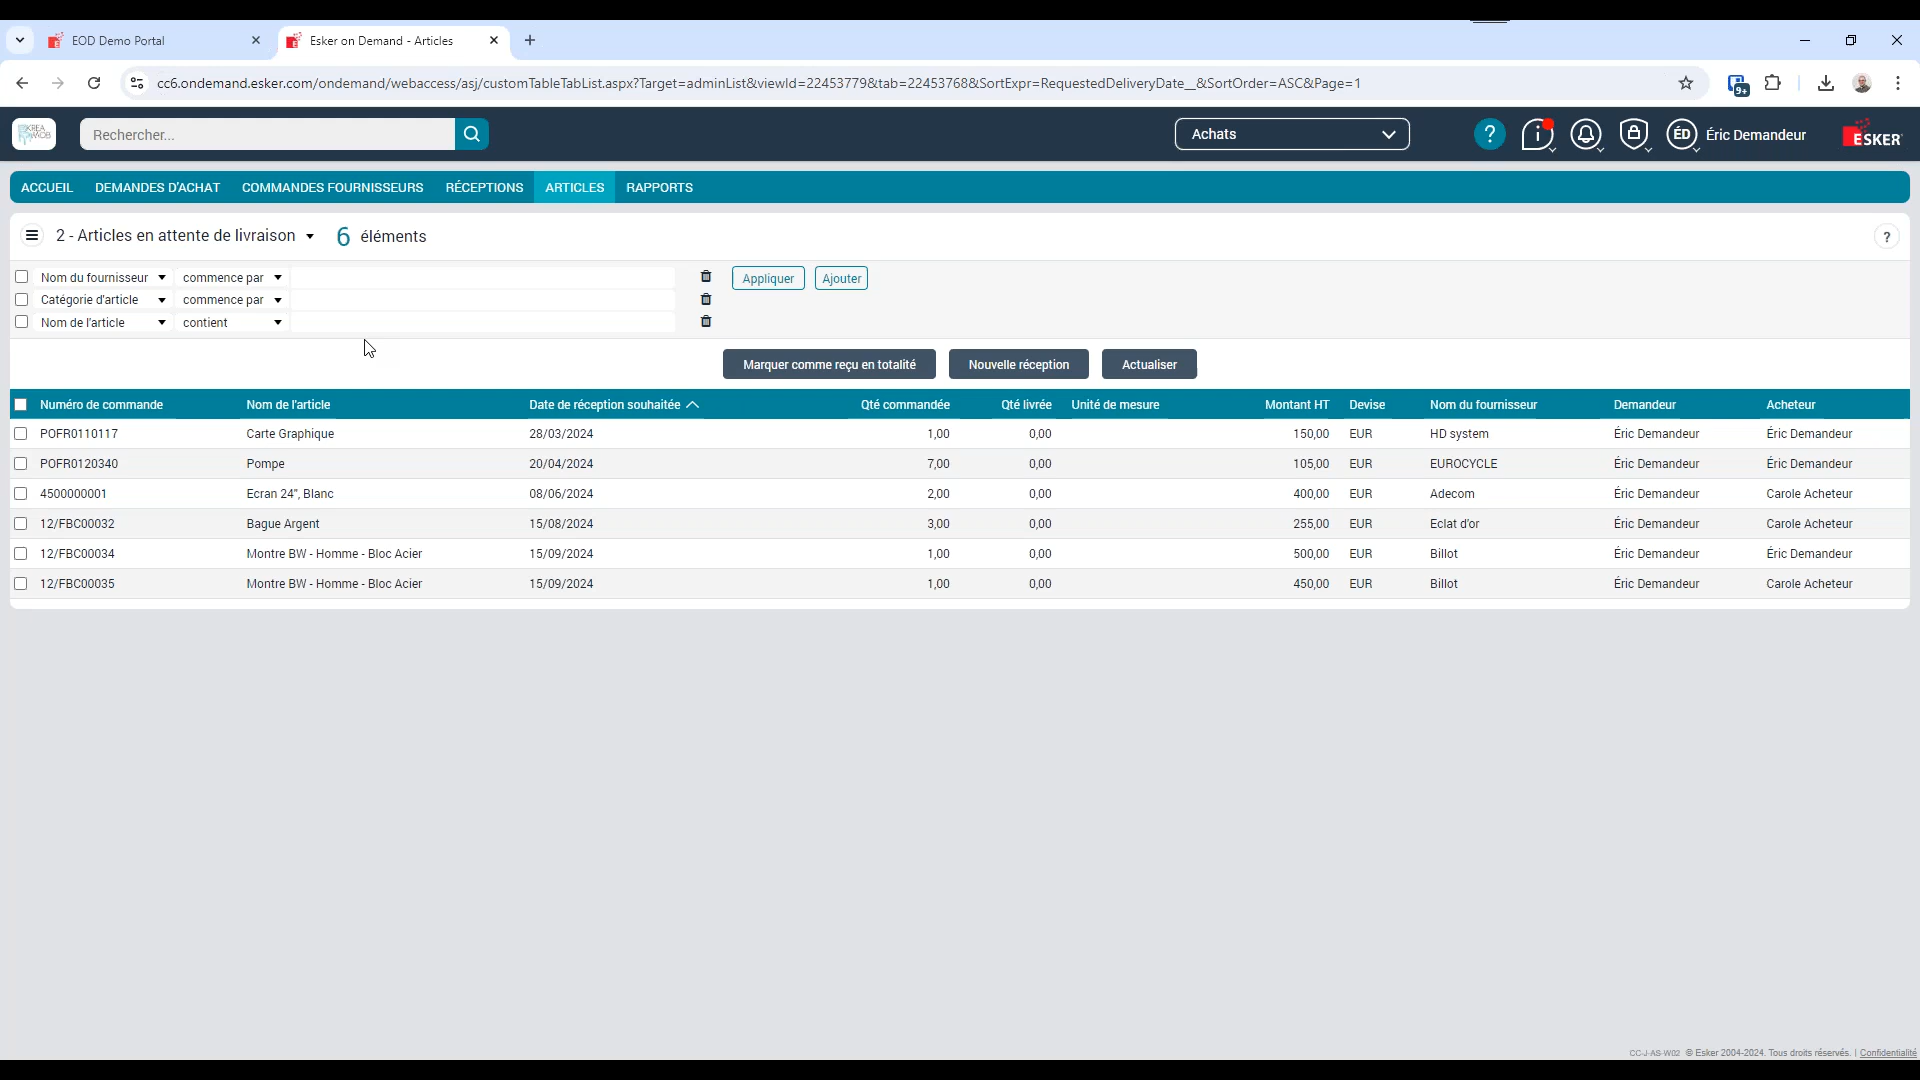 EOD Demo Portal
Esker on Demand - Articles
cc6.ondemand.esker.com/ondemand/webaccess/asj/customTableTabList.aspx?Target=adminList&viewId=22453779&tab=22453768&SortExpr=RequestedDeliveryDate__&SortOrder=ASC&Page=1
9+
Rechercher...
Achats
?
ÉD
Éric Demandeur
ESKER
ACCUEIL DEMANDES D'ACHAT COMMANDES FOURNISSEURS RÉCEPTIONS ARTICLES RAPPORTS
2 - Articles en attente de livraison 6 éléments
?
Nom du fournisseur commence par
Appliquer Ajouter
Catégorie d'article commence par
Nom de l'article contient
Marquer comme reçu en totalité Nouvelle réception Actualiser
Numéro de commande Nom de l'article Date de réception souhaitée Qté commandée Qté livrée Unité de mesure Montant HT Devise Nom du fournisseur Demandeur Acheteur
POFR0110117 Carte Graphique 28/03/2024 1,00 0,00 150,00 EUR HD system Éric Demandeur Éric Demandeur
POFR0120340 Pompe 20/04/2024 7,00 0,00 105,00 EUR EUROCYCLE Éric Demandeur Éric Demandeur
4500000001 Ecran 24", Blanc 08/06/2024 2,00 0,00 400,00 EUR Adecom Éric Demandeur Carole Acheteur
12/FBC00032 Bague Argent 15/08/2024 3,00 0,00 255,00 EUR Eclat d'or Éric Demandeur Carole Acheteur
12/FBC00034 Montre BW - Homme - Bloc Acier 15/09/2024 1,00 0,00 500,00 EUR Billot Éric Demandeur Éric Demandeur
12/FBC00035 Montre BW - Homme - Bloc Acier 15/09/2024 1,00 0,00 450,00 EUR Billot Éric Demandeur Carole Acheteur
CC-J-AS-W02 © Esker 2004-2024. Tous droits réservés. | Confidentialité